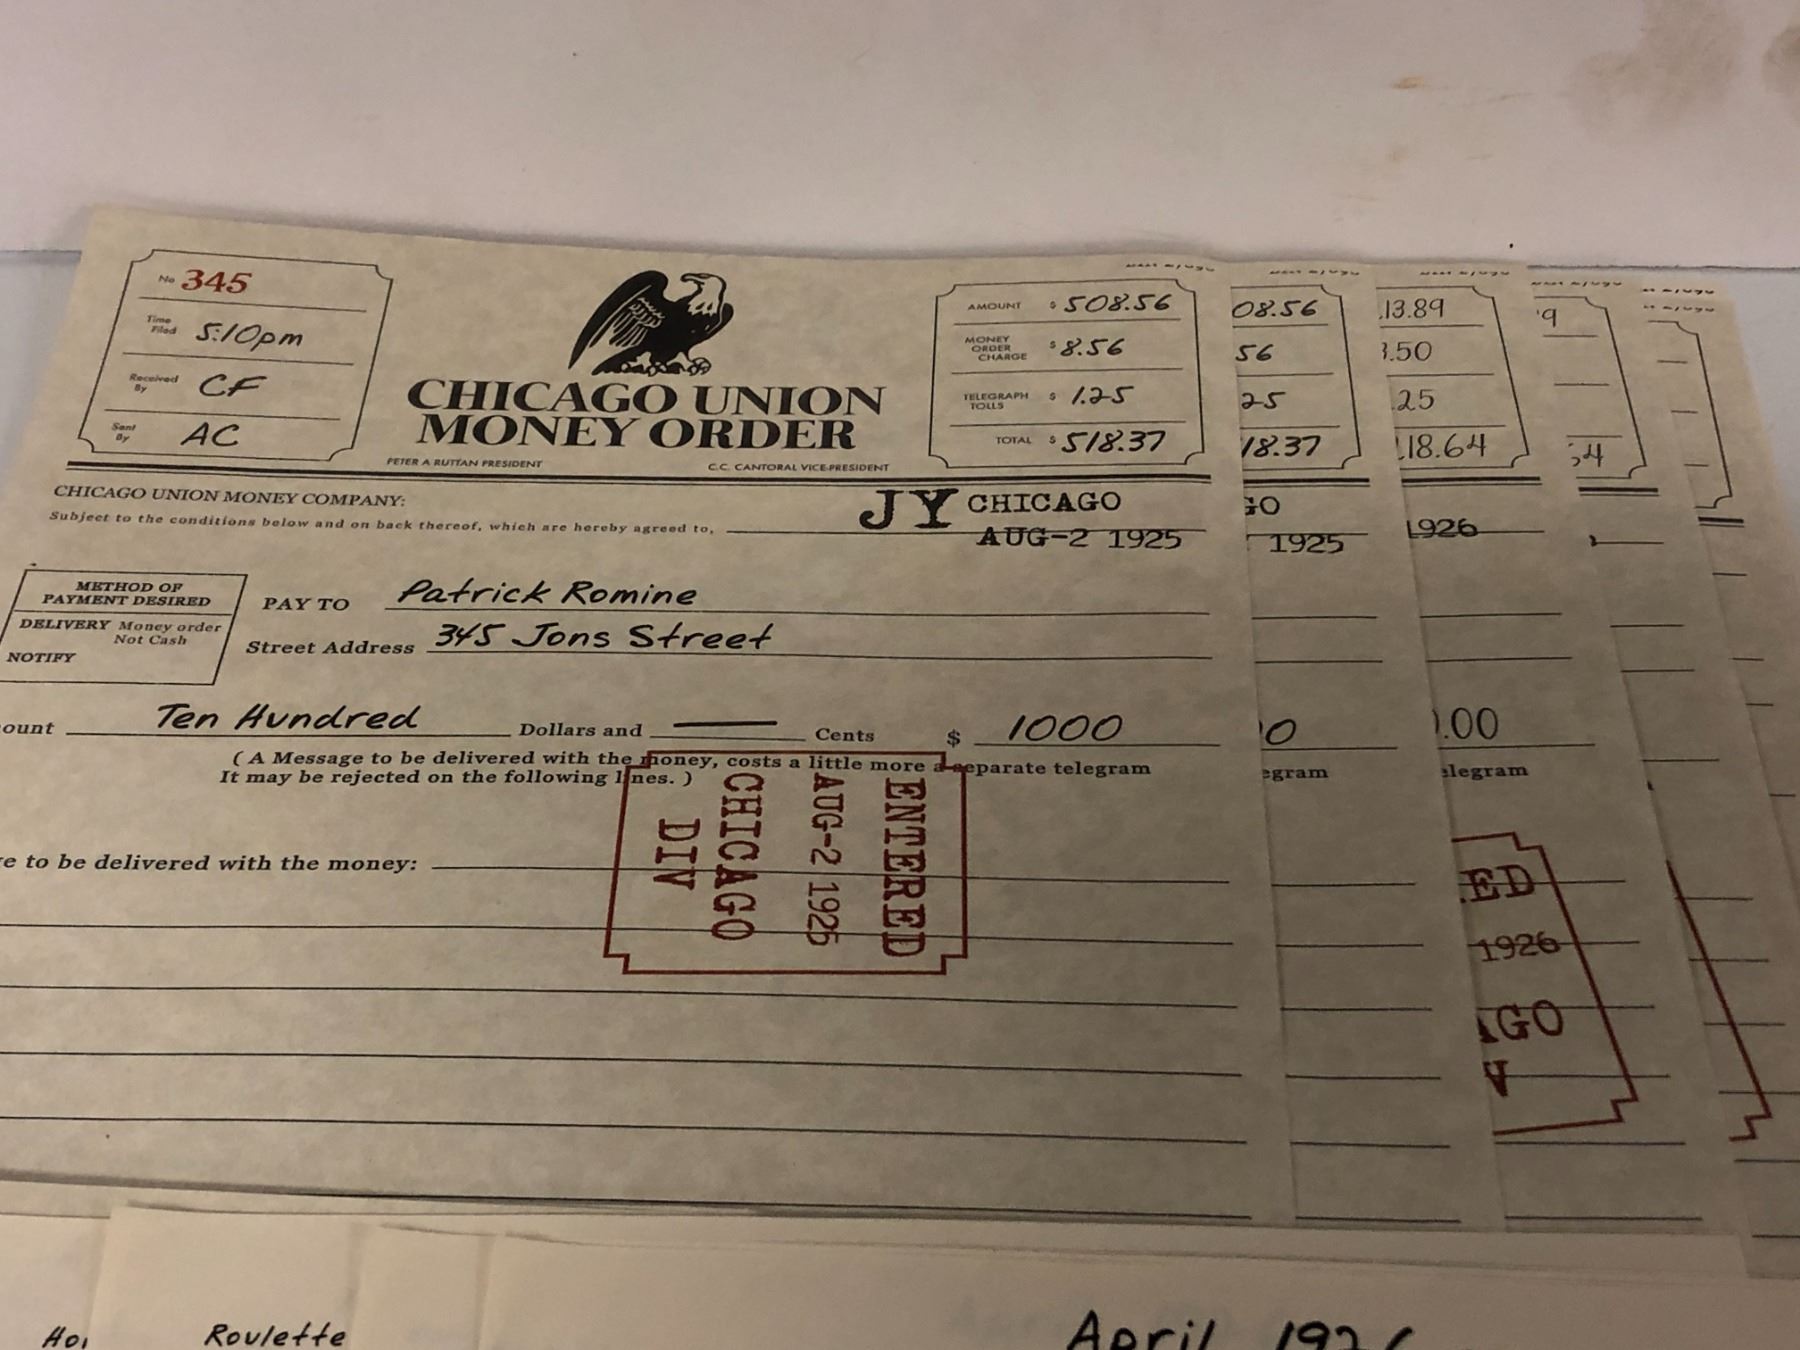 No 345
Time Filed 5:10pm
Received By CF
Sent By AC
CHICAGO UNION
MONEY ORDER
PETER A RUTTAN PRESIDENT
C.C. CANTORAL VICE-PRESIDENT
AMOUNT $ 508.56
MONEY ORDER CHARGE $ 8.56
TELEGRAPH TOLLS $ 1.25
TOTAL $ 518.37
08.56
56
25
18.37
13.89
.50
25
18.64
CHICAGO UNION MONEY COMPANY:
Subject to the conditions below and on back thereof, which are hereby agreed to,
JY CHICAGO
AUG-2 1925
GO
1925
1926
METHOD OF
PAYMENT DESIRED
DELIVERY Money order
Not Cash
NOTIFY
PAY TO Patrick Romine
Street Address 345 Jons Street
ount Ten Hundred Dollars and Cents $ 1000
0
.00
( A Message to be delivered with the money, costs a little more a separate telegram
It may be rejected on the following lines. )
egram
elegram
e to be delivered with the money:
ENTERED
AUG-2 1925
CHICAGO
DIV
ED
1926
AGO
V
Roulette
April